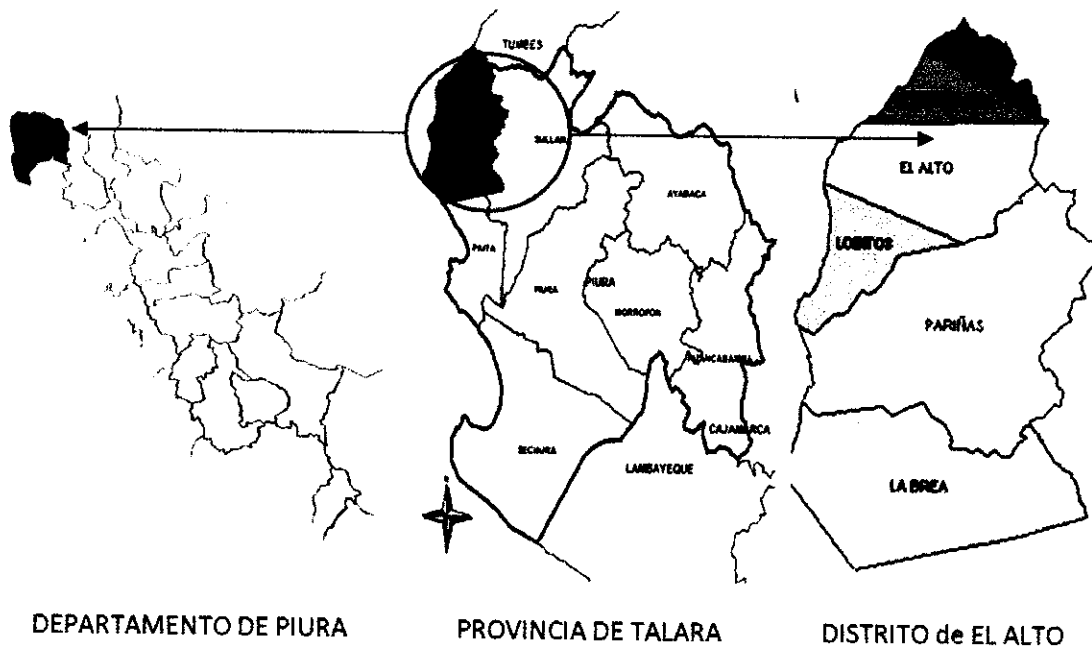 TUMBES
SULLANA
AYABACA
PAITA
PIURA
PIURA
MORROPON
HUANCABAMBA
CAJAMARCA
SECHURA
LAMBAYEQUE
EL ALTO
LOBITOS
PARIÑAS
LA BREA
DEPARTAMENTO DE PIURA
PROVINCIA DE TALARA
DISTRITO de EL ALTO